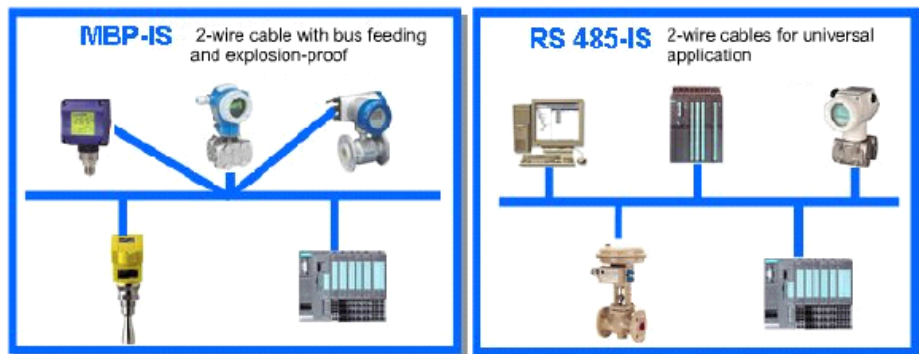 MBP-IS 2-wire cable with bus feeding
and explosion-proof
RS 485-IS 2-wire cables for universal
application